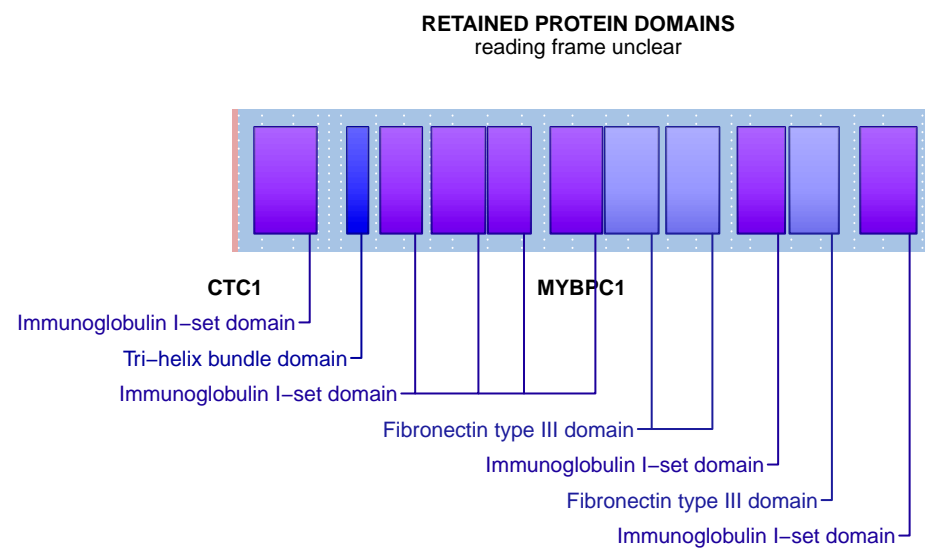 RETAINED PROTEIN DOMAINS
reading frame unclear
CTC1
MYBPC1
Immunoglobulin I−set domain
Tri−helix bundle domain
Immunoglobulin I−set domain
Fibronectin type III domain
Immunoglobulin I−set domain
Fibronectin type III domain
Immunoglobulin I−set domain